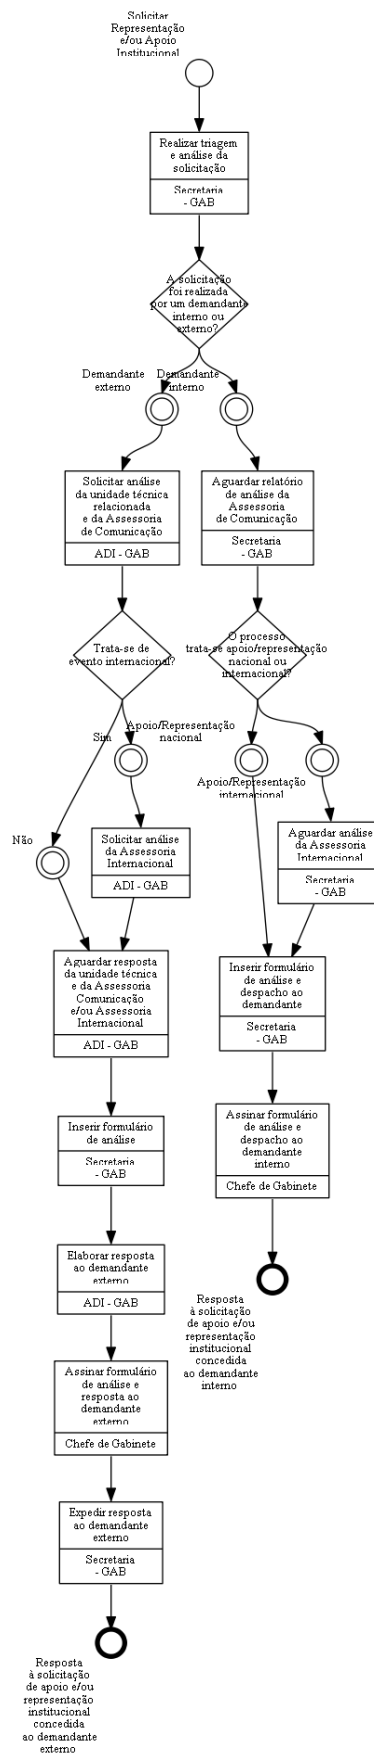 Solicitar
Representação
e/ou Apoio
Institucional
Realizar triagem
e análise da
solicitação
Secretaria
- GAB
A solicitação
foi realizada
por um demandante
interno ou
externo?
Demandante
externo
Demandante
interno
Solicitar análise
da unidade técnica
relacionada
e da Assessoria
de Comunicação
ADI - GAB
Aguardar relatório
de análise da
Assessoria
de Comunicação
Secretaria
- GAB
Trata-se de
evento internacional?
O processo
trata-se apoio/representação
nacional ou
internacional?
Sim
Apoio/Representação
nacional
Apoio/Representação
internacional
Não
Solicitar análise
da Assessoria
Internacional
ADI - GAB
Aguardar análise
da Assessoria
Internacional
Secretaria
- GAB
Aguardar resposta
da unidade técnica
e da Assessoria
Comunicação
e/ou Assessoria
Internacional
ADI - GAB
Inserir formulário
de análise e
despacho ao
demandante
Secretaria
- GAB
Inserir formulário
de análise
Secretaria
- GAB
Assinar formulário
de análise e
despacho ao
demandante
interno
Chefe de Gabinete
Elaborar resposta
ao demandante
externo
ADI - GAB
Resposta
à solicitação
de apoio e/ou
representação
institucional
concedida
ao demandante
interno
Assinar formulário
de análise e
resposta ao
demandante
externo
Chefe de Gabinete
Expedir resposta
ao demandante
externo
Secretaria
- GAB
Resposta
à solicitação
de apoio e/ou
representação
institucional
concedida
ao demandante
externo